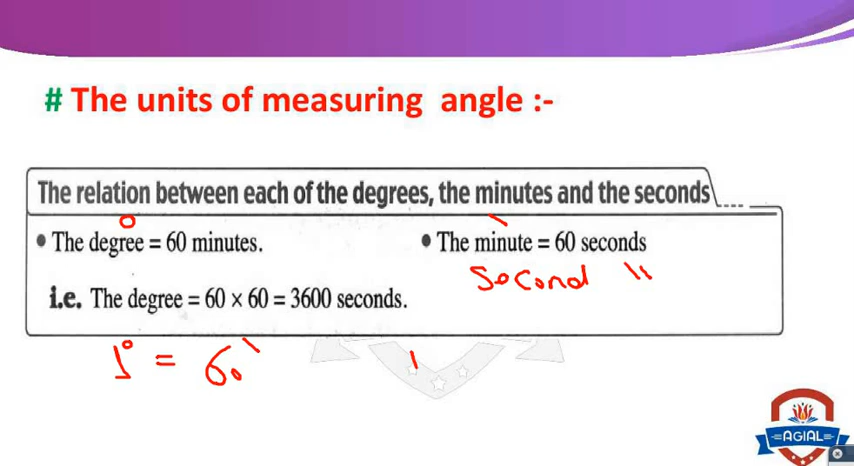 # The units of measuring angle :-
The relation between each of the degrees, the minutes and the seconds
° '
• The degree = 60 minutes. • The minute = 60 seconds
Second "
i.e. The degree = 60 × 60 = 3600 seconds.
1° = 60'
AGIAL